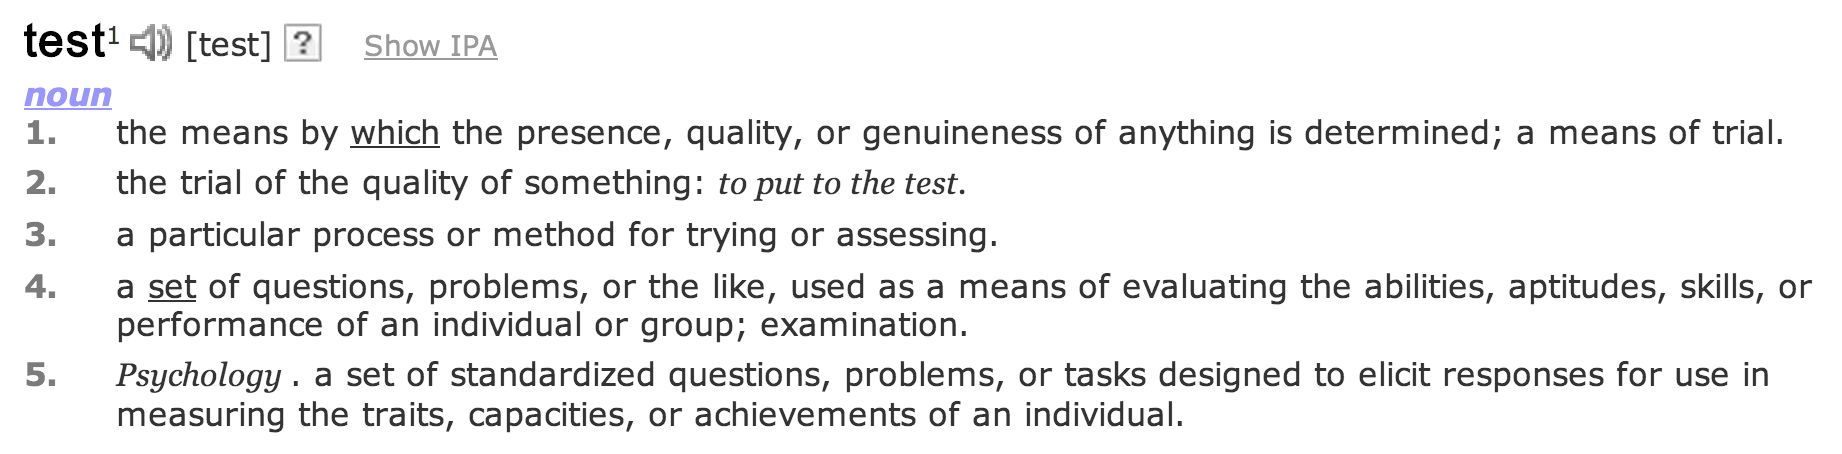 test1 [test] ? Show IPA
noun
1. the means by which the presence, quality, or genuineness of anything is determined; a means of trial.
2. the trial of the quality of something: to put to the test.
3. a particular process or method for trying or assessing.
4. a set of questions, problems, or the like, used as a means of evaluating the abilities, aptitudes, skills, or
performance of an individual or group; examination.
5. Psychology . a set of standardized questions, problems, or tasks designed to elicit responses for use in
measuring the traits, capacities, or achievements of an individual.